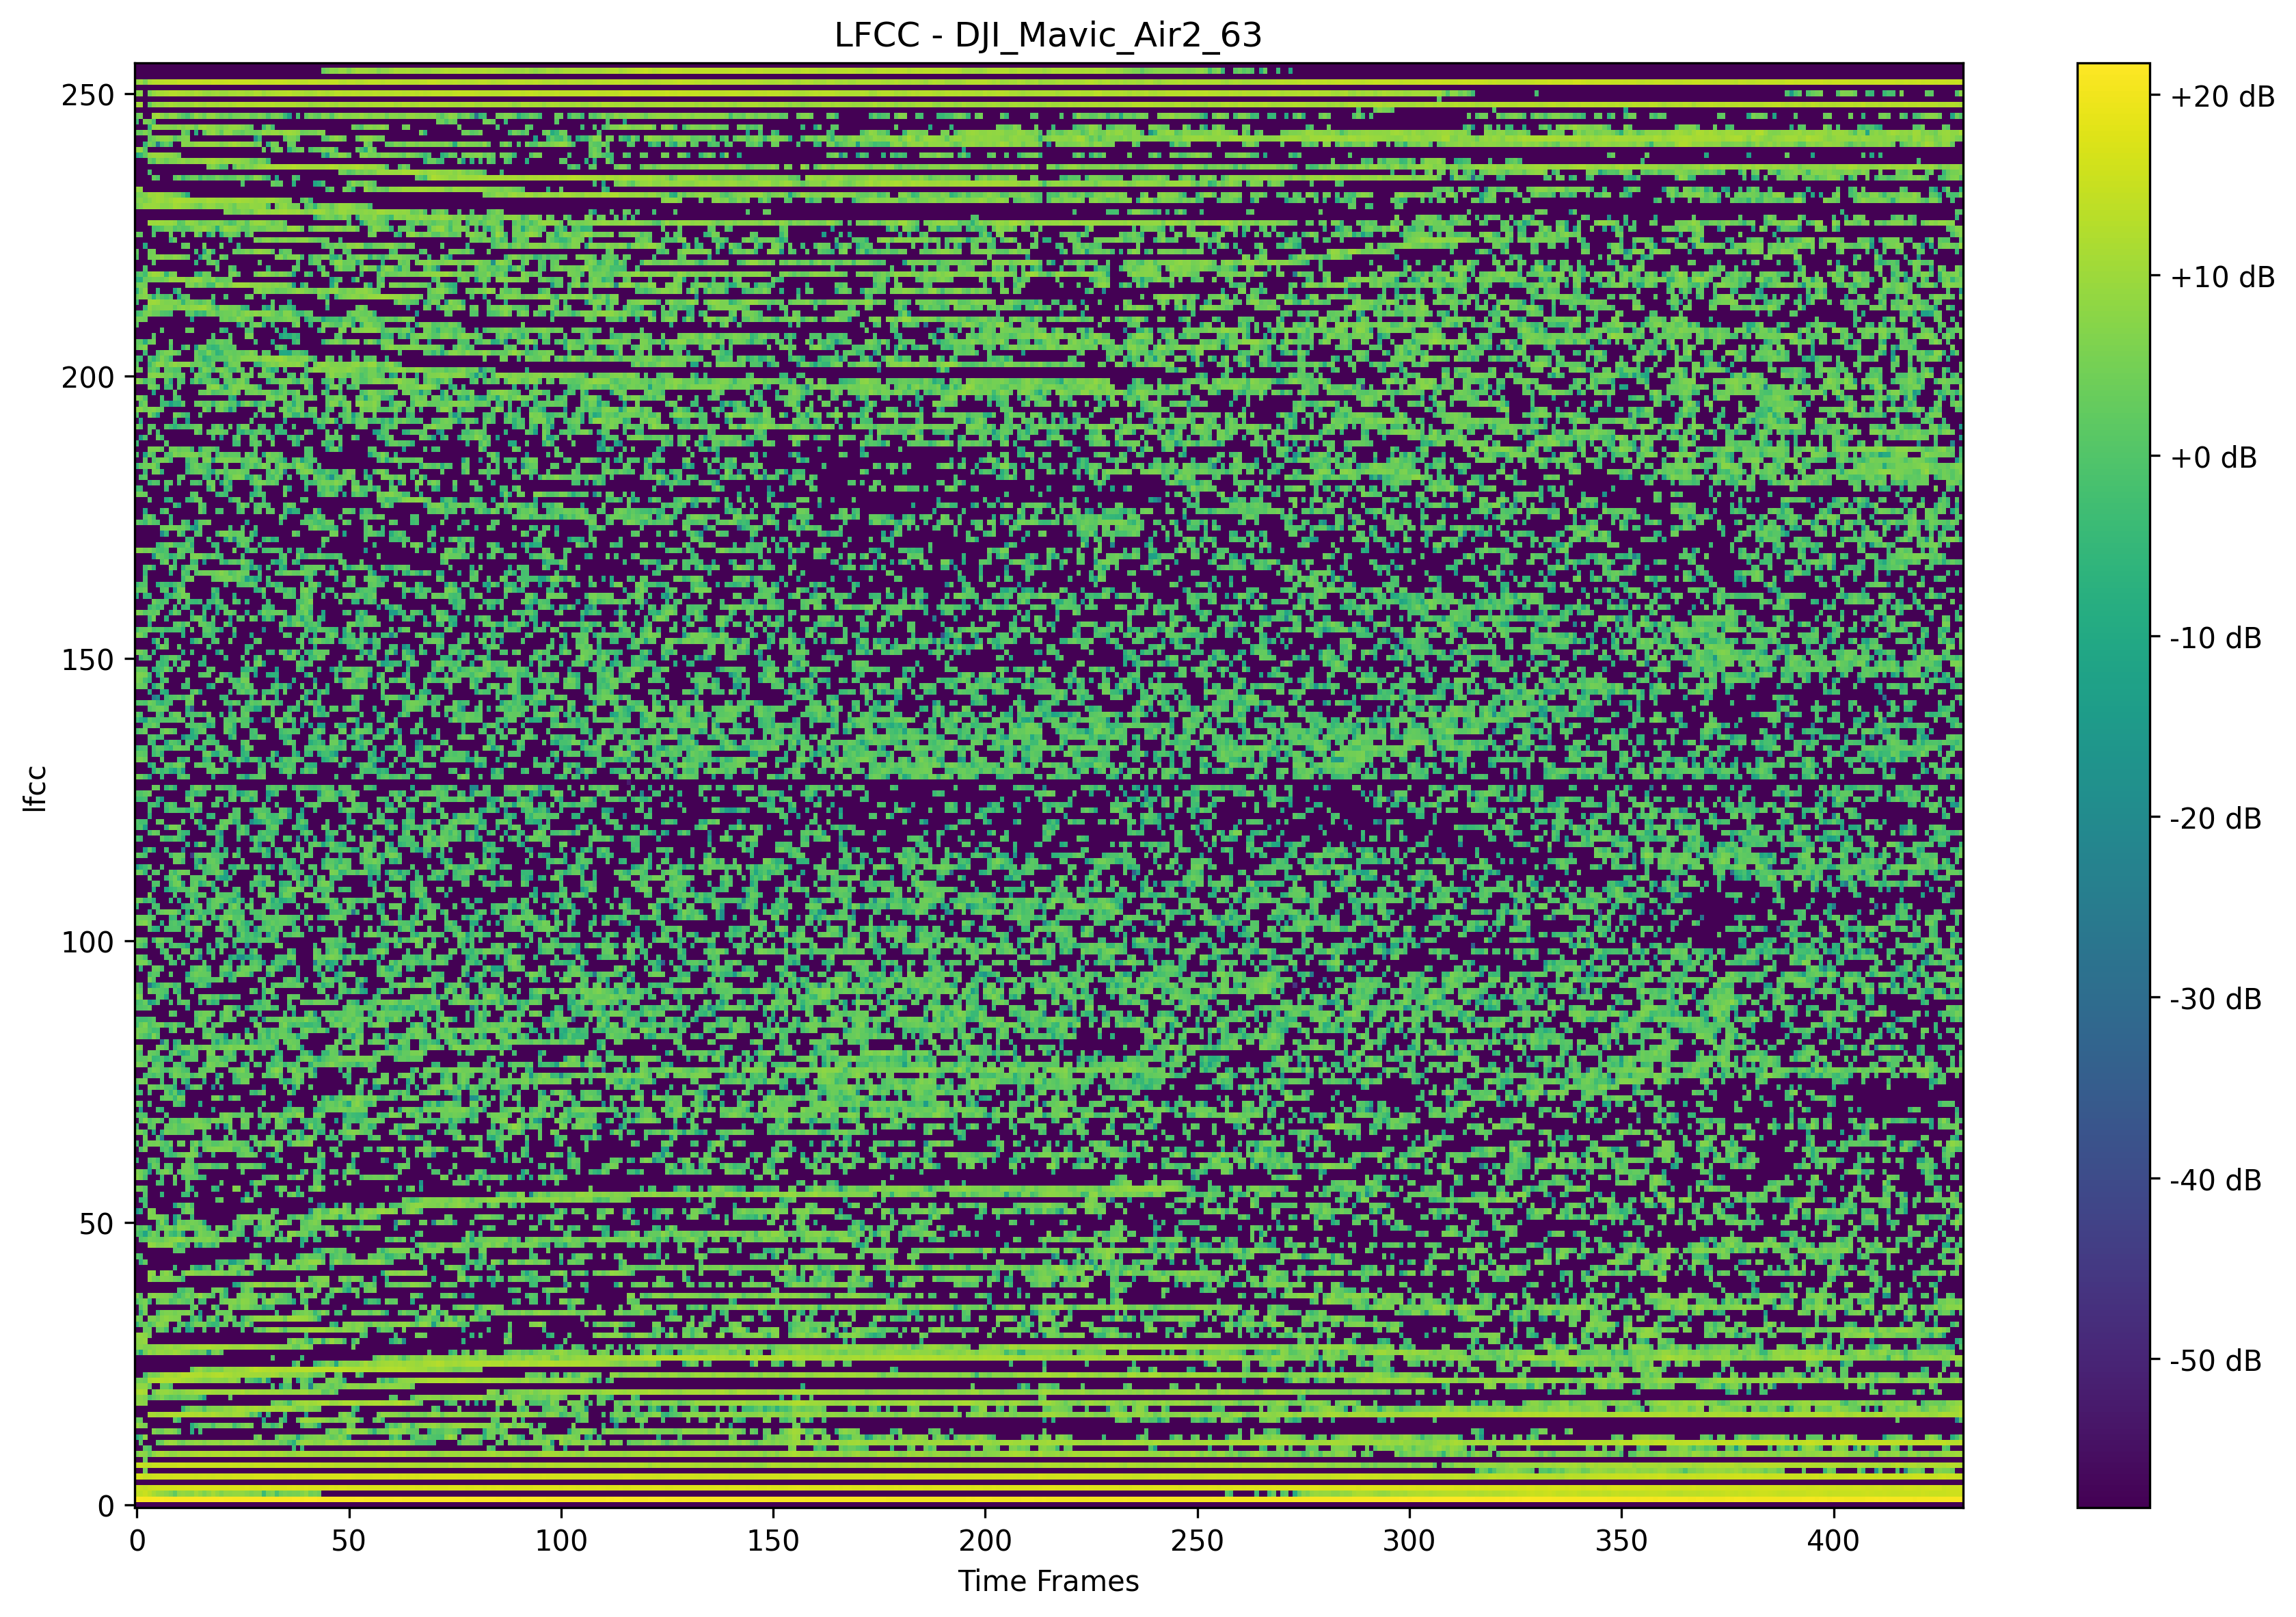 LFCC - DJI_Mavic_Air2_63
250
200
150
100
50
0
lfcc
0 50 100 150 200 250 300 350 400
Time Frames
+20 dB
+10 dB
+0 dB
-10 dB
-20 dB
-30 dB
-40 dB
-50 dB